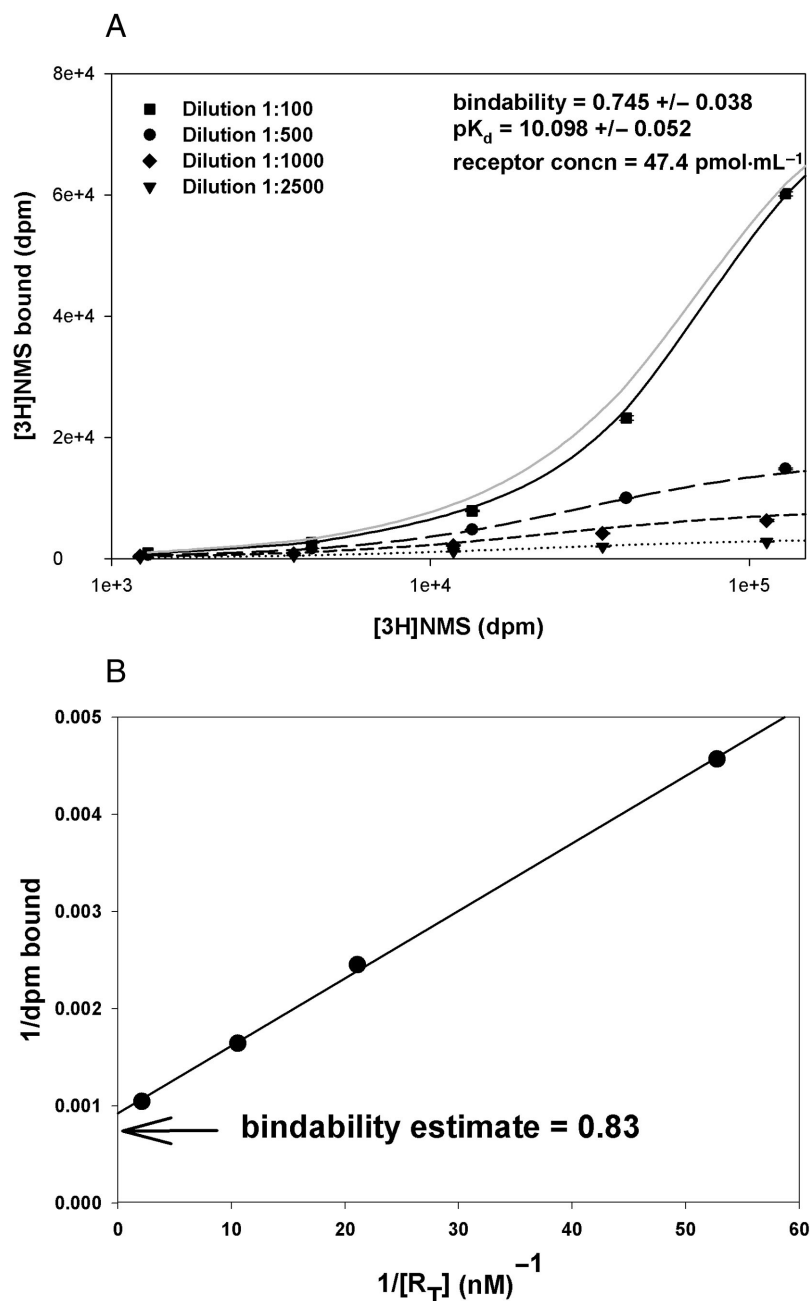 A
8e+4
6e+4
4e+4
2e+4
0
[3H]NMS bound (dpm)
Dilution 1:100
Dilution 1:500
Dilution 1:1000
Dilution 1:2500
bindability = 0.745 +/− 0.038
pKd = 10.098 +/− 0.052
receptor concn = 47.4 pmol·mL−1
1e+3 1e+4 1e+5
[3H]NMS (dpm)
B
0.005
0.004
0.003
0.002
0.001
0.000
1/dpm bound
bindability estimate = 0.83
0 10 20 30 40 50 60
1/[RT] (nM)−1